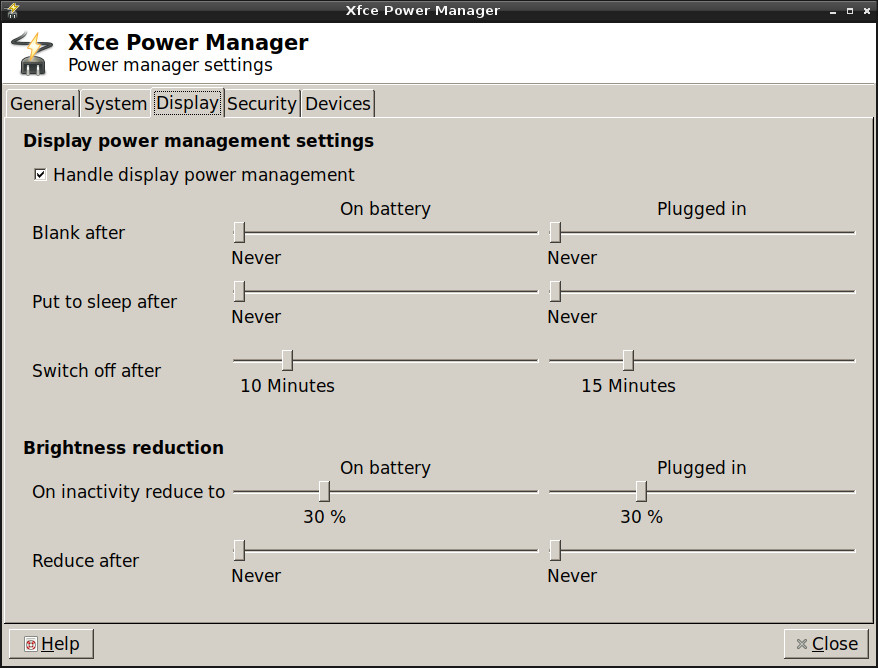 Xfce Power Manager
Xfce Power Manager
Power manager settings
General System Display Security Devices
Display power management settings
Handle display power management
On battery Plugged in
Blank after
Never Never
Put to sleep after
Never Never
Switch off after
10 Minutes 15 Minutes
Brightness reduction
On battery Plugged in
On inactivity reduce to
30 % 30 %
Reduce after
Never Never
Help Close